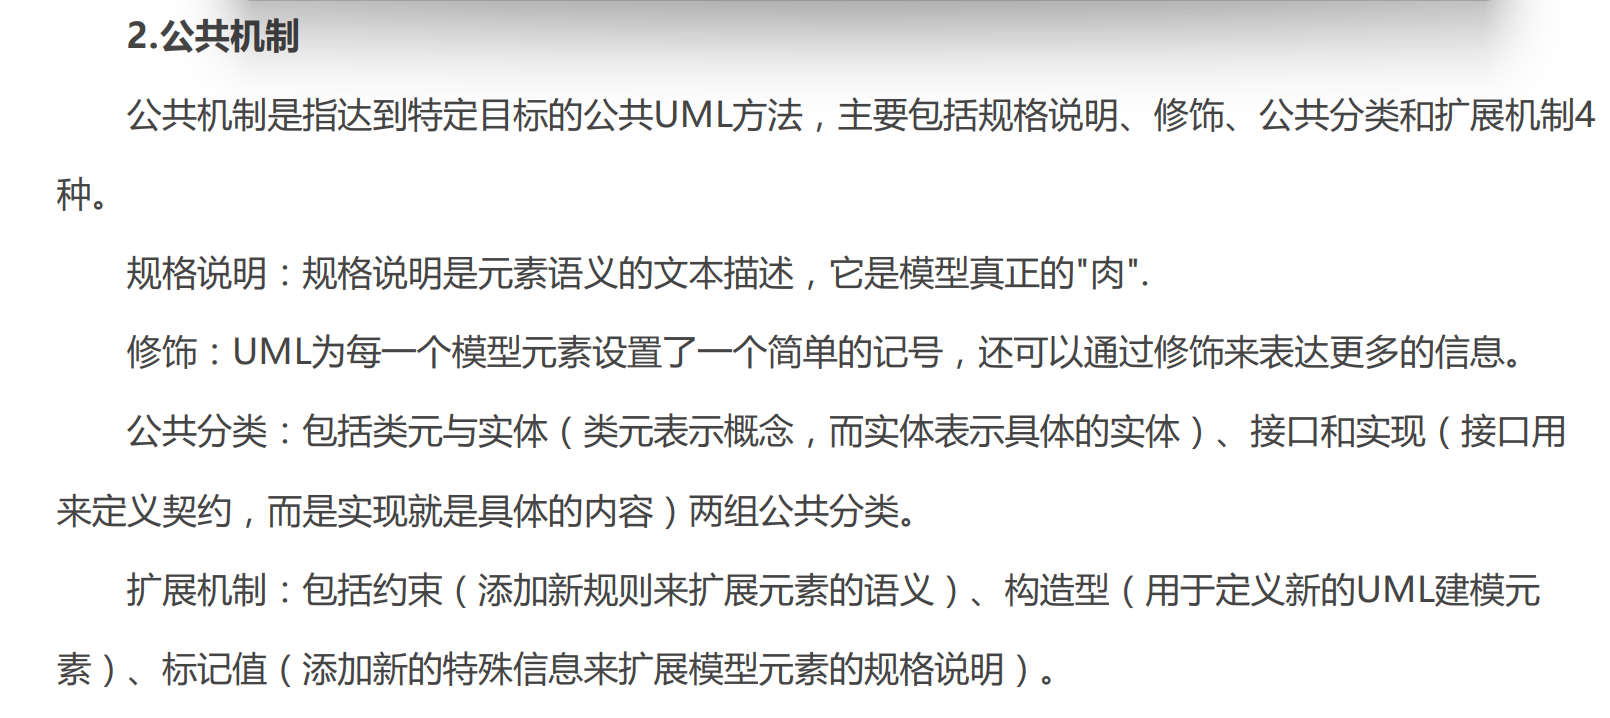 2.公共机制
公共机制是指达到特定目标的公共UML方法，主要包括规格说明、修饰、公共分类和扩展机制4
种。
规格说明：规格说明是元素语义的文本描述，它是模型真正的"肉".
修饰：UML为每一个模型元素设置了一个简单的记号，还可以通过修饰来表达更多的信息。
公共分类：包括类元与实体（类元表示概念，而实体表示具体的实体）、接口和实现（接口用
来定义契约，而是实现就是具体的内容）两组公共分类。
扩展机制：包括约束（添加新规则来扩展元素的语义）、构造型（用于定义新的UML建模元
素）、标记值（添加新的特殊信息来扩展模型元素的规格说明）。